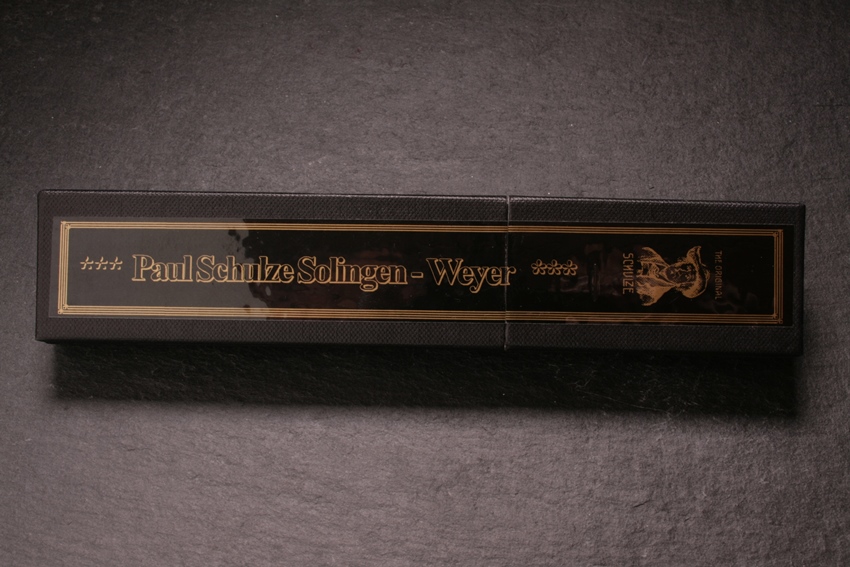 *** Paul Schulze Solingen - Weyer ***
THE ORIGINAL
SCHULZE